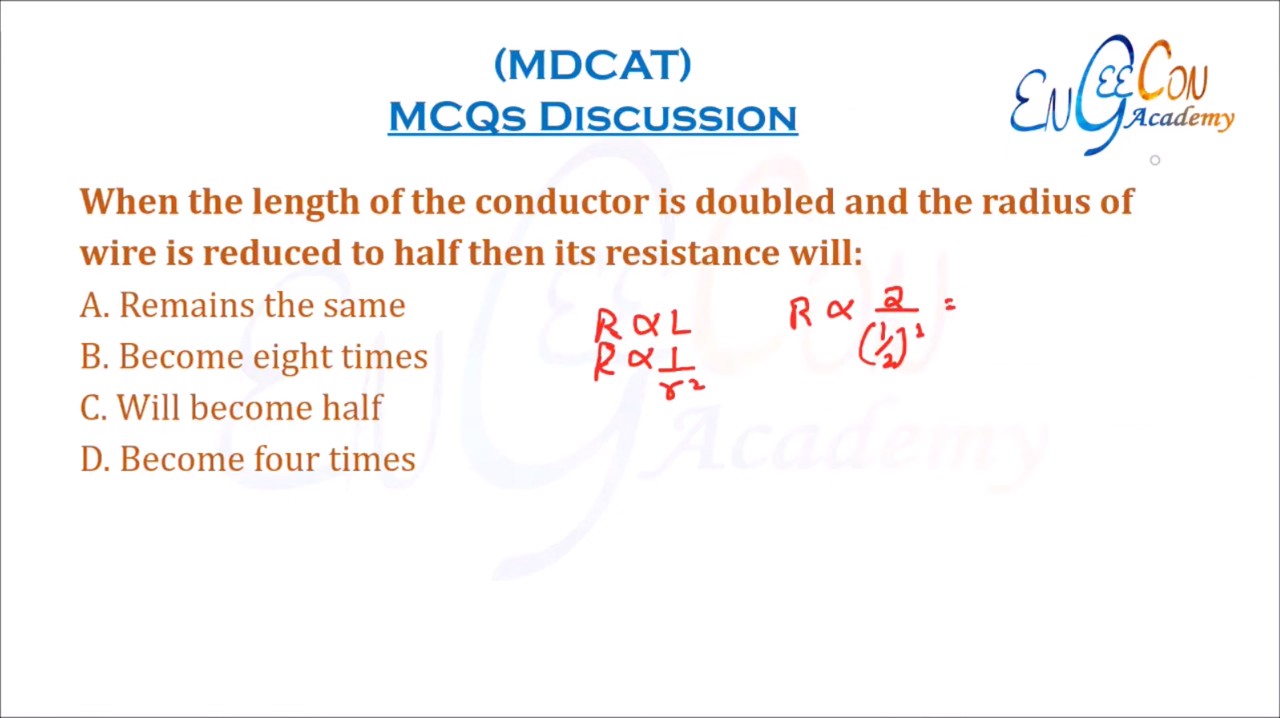 (MDCAT)
MCQs Discussion
EnGeeCon
Academy
When the length of the conductor is doubled and the radius of
wire is reduced to half then its resistance will:
A. Remains the same
B. Become eight times
C. Will become half
D. Become four times
R ∝ L
R ∝ 1/r²
R ∝ 2/(1/2)² =
EnGeeCon
Academy